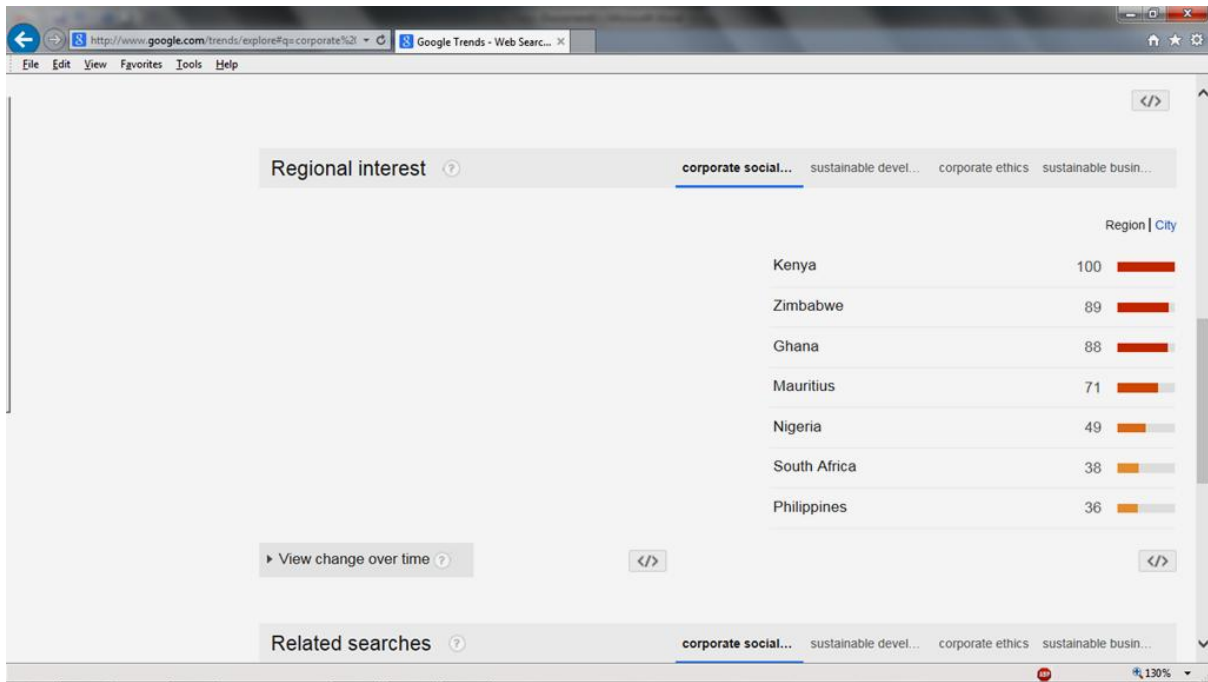 http://www.google.com/trends/explore#q=corporate%2
Google Trends - Web Searc...
File Edit View Favorites Tools Help
</>
Regional interest ? corporate social... sustainable devel... corporate ethics sustainable busin...
Region | City
Kenya 100
Zimbabwe 89
Ghana 88
Mauritius 71
Nigeria 49
South Africa 38
Philippines 36
View change over time ? </> </>
Related searches ? corporate social... sustainable devel... corporate ethics sustainable busin...
ABP 130%